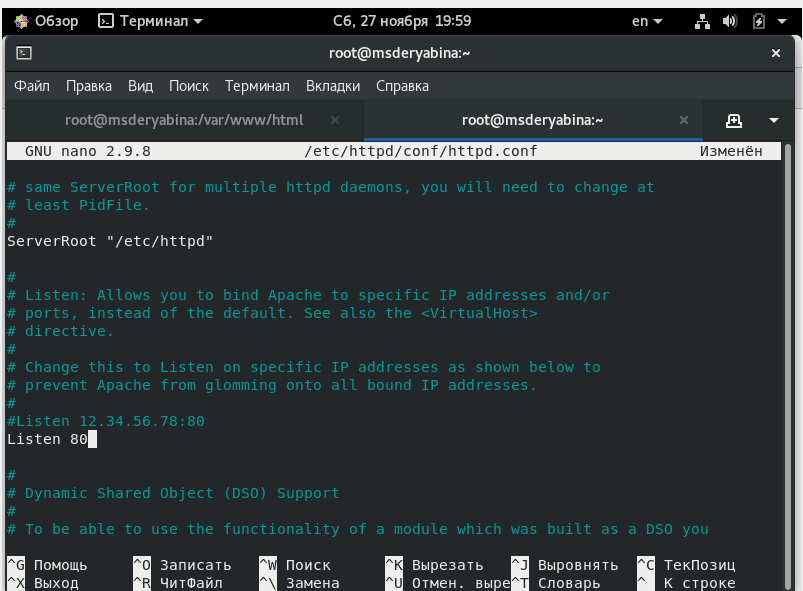 Обзор Терминал Сб, 27 ноября 19:59 en
root@msderyabina:~ ×
Файл Правка Вид Поиск Терминал Вкладки Справка
root@msderyabina:/var/www/html × root@msderyabina:~ ×
GNU nano 2.9.8 /etc/httpd/conf/httpd.conf Изменён
# same ServerRoot for multiple httpd daemons, you will need to change at
# least PidFile.
#
ServerRoot "/etc/httpd"
#
# Listen: Allows you to bind Apache to specific IP addresses and/or
# ports, instead of the default. See also the <VirtualHost>
# directive.
#
# Change this to Listen on specific IP addresses as shown below to
# prevent Apache from glomming onto all bound IP addresses.
#
#Listen 12.34.56.78:80
Listen 80
#
# Dynamic Shared Object (DSO) Support
#
# To be able to use the functionality of a module which was built as a DSO you
^G Помощь ^O Записать ^W Поиск ^K Вырезать ^J Выровнять ^C ТекПозиц
^X Выход ^R ЧитФайл ^\ Замена ^U Отмен. выре^T Словарь ^_ К строке